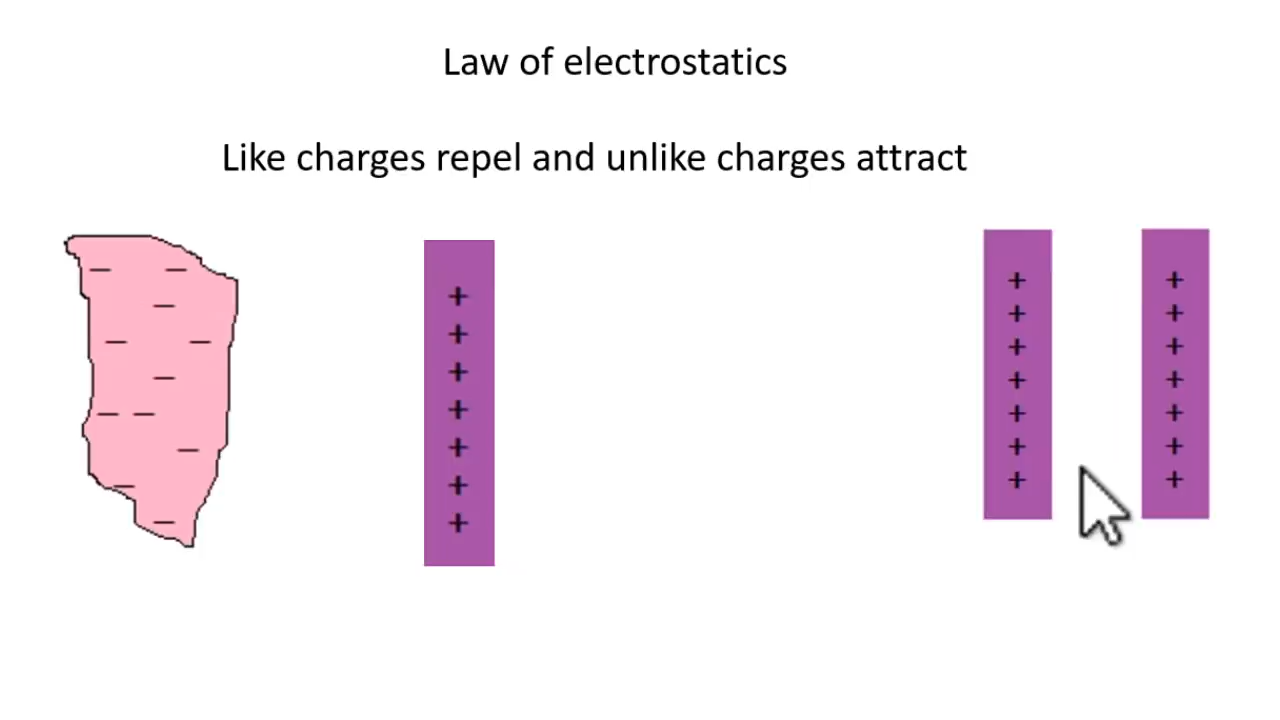 Law of electrostatics
Like charges repel and unlike charges attract